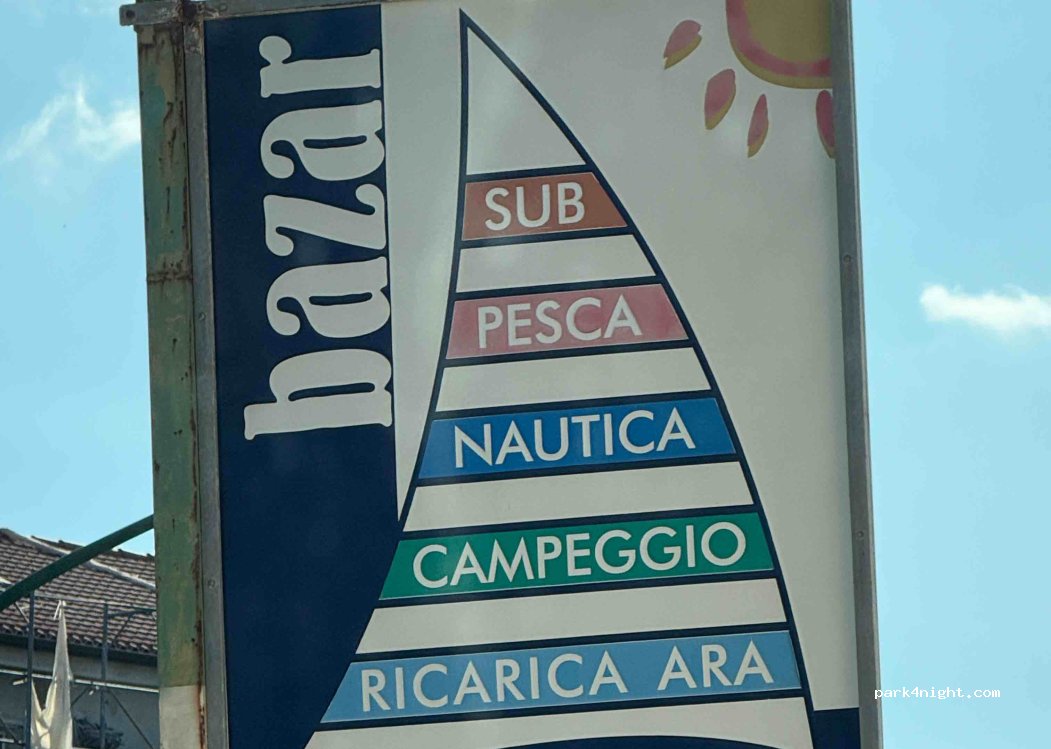 bazar
SUB
PESCA
NAUTICA
CAMPEGGIO
RICARICA ARA
park4night.com